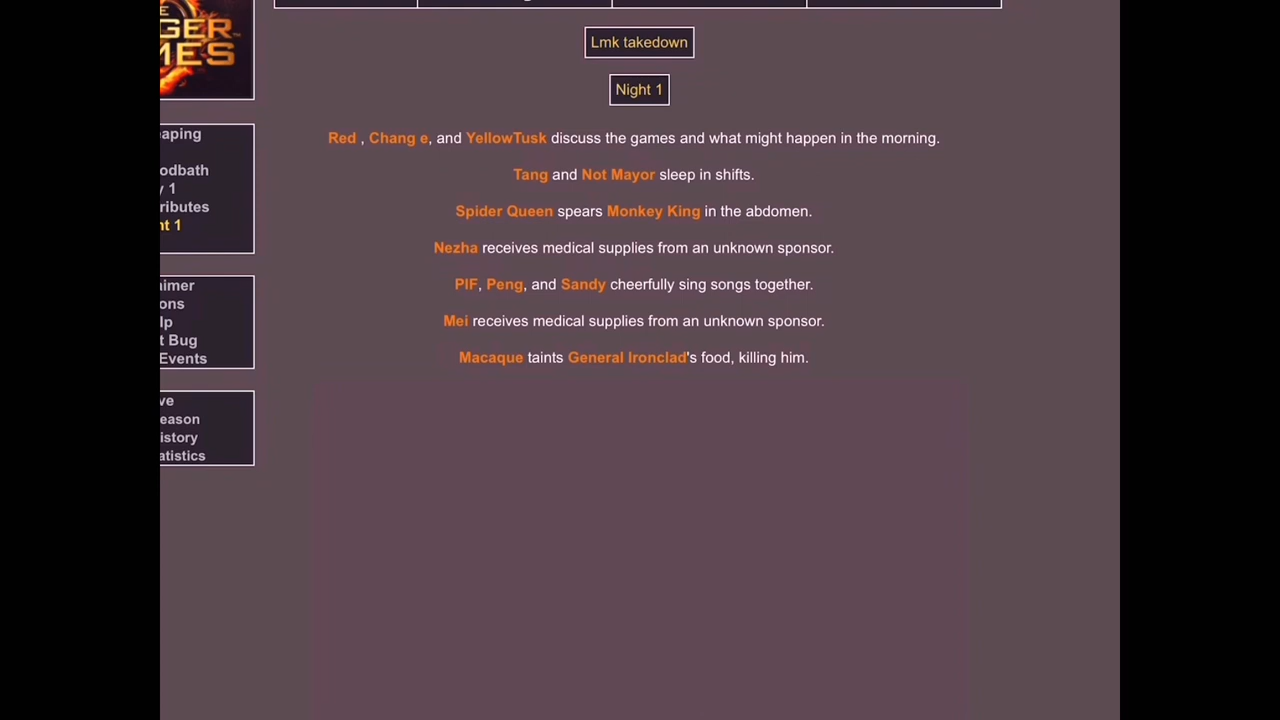 GER
MES
Lmk takedown
Night 1
Red , Chang e, and YellowTusk discuss the games and what might happen in the morning.
Tang and Not Mayor sleep in shifts.
Spider Queen spears Monkey King in the abdomen.
Nezha receives medical supplies from an unknown sponsor.
PIF, Peng, and Sandy cheerfully sing songs together.
Mei receives medical supplies from an unknown sponsor.
Macaque taints General Ironclad's food, killing him.
eaping
odbath
y 1
ributes
ht 1
aimer
ons
lp
t Bug
Events
ve
eason
istory
atistics